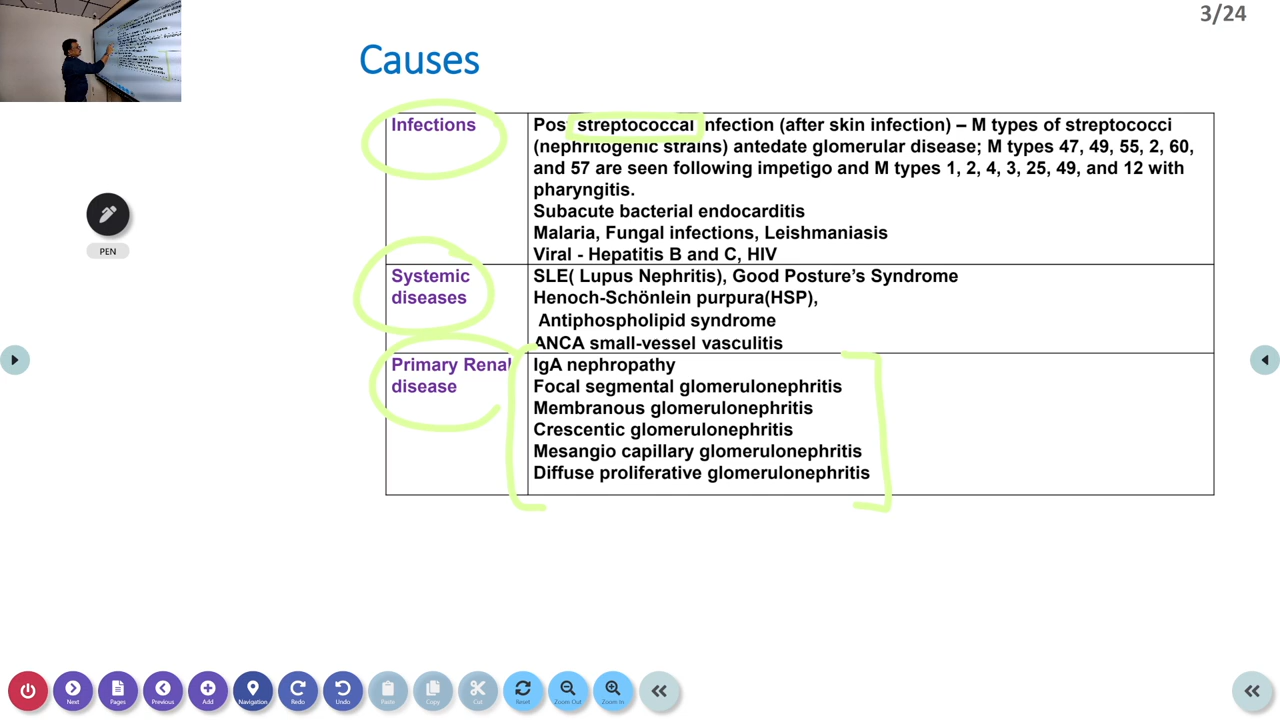 3/24
Causes
Infections
Pos streptococcal nfection (after skin infection) – M types of streptococci
(nephritogenic strains) antedate glomerular disease; M types 47, 49, 55, 2, 60,
and 57 are seen following impetigo and M types 1, 2, 4, 3, 25, 49, and 12 with
pharyngitis.
Subacute bacterial endocarditis
Malaria, Fungal infections, Leishmaniasis
Viral - Hepatitis B and C, HIV
Systemic
diseases
SLE( Lupus Nephritis), Good Posture’s Syndrome
Henoch-Schönlein purpura(HSP),
Antiphospholipid syndrome
ANCA small-vessel vasculitis
Primary Renal
disease
IgA nephropathy
Focal segmental glomerulonephritis
Membranous glomerulonephritis
Crescentic glomerulonephritis
Mesangio capillary glomerulonephritis
Diffuse proliferative glomerulonephritis
PEN
Next Pages Previous Add Navigation Redo Undo Paste Copy Cut Reset Zoom Out Zoom In